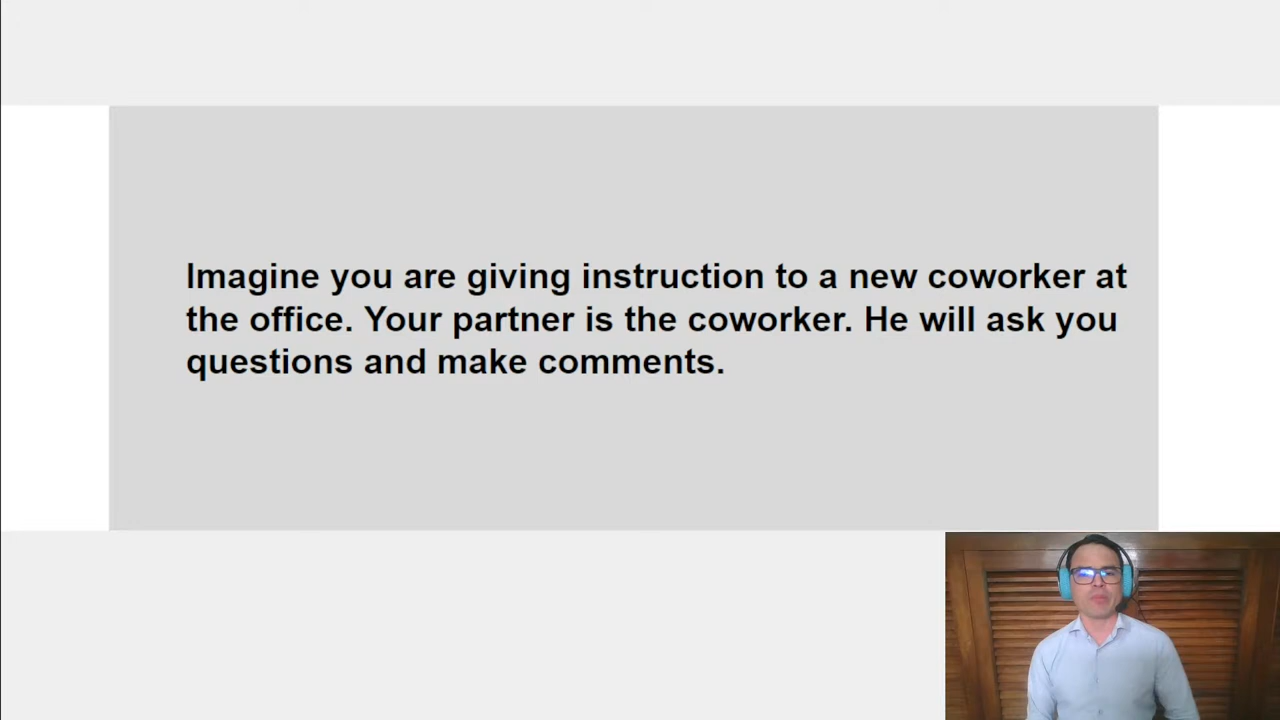 Imagine you are giving instruction to a new coworker at
the office. Your partner is the coworker. He will ask you
questions and make comments.